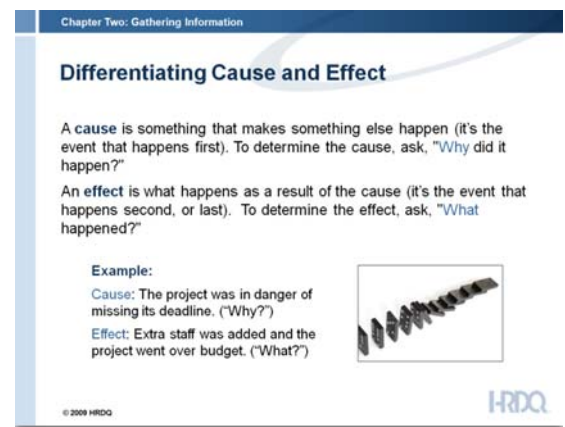 Chapter Two: Gathering Information
Differentiating Cause and Effect
A cause is something that makes something else happen (it's the
event that happens first). To determine the cause, ask, "Why did it
happen?"
An effect is what happens as a result of the cause (it's the event that
happens second, or last). To determine the effect, ask, "What
happened?"
Example:
Cause: The project was in danger of
missing its deadline. ("Why?")
Effect: Extra staff was added and the
project went over budget. ("What?")
© 2009 HRDQ
HRDQ